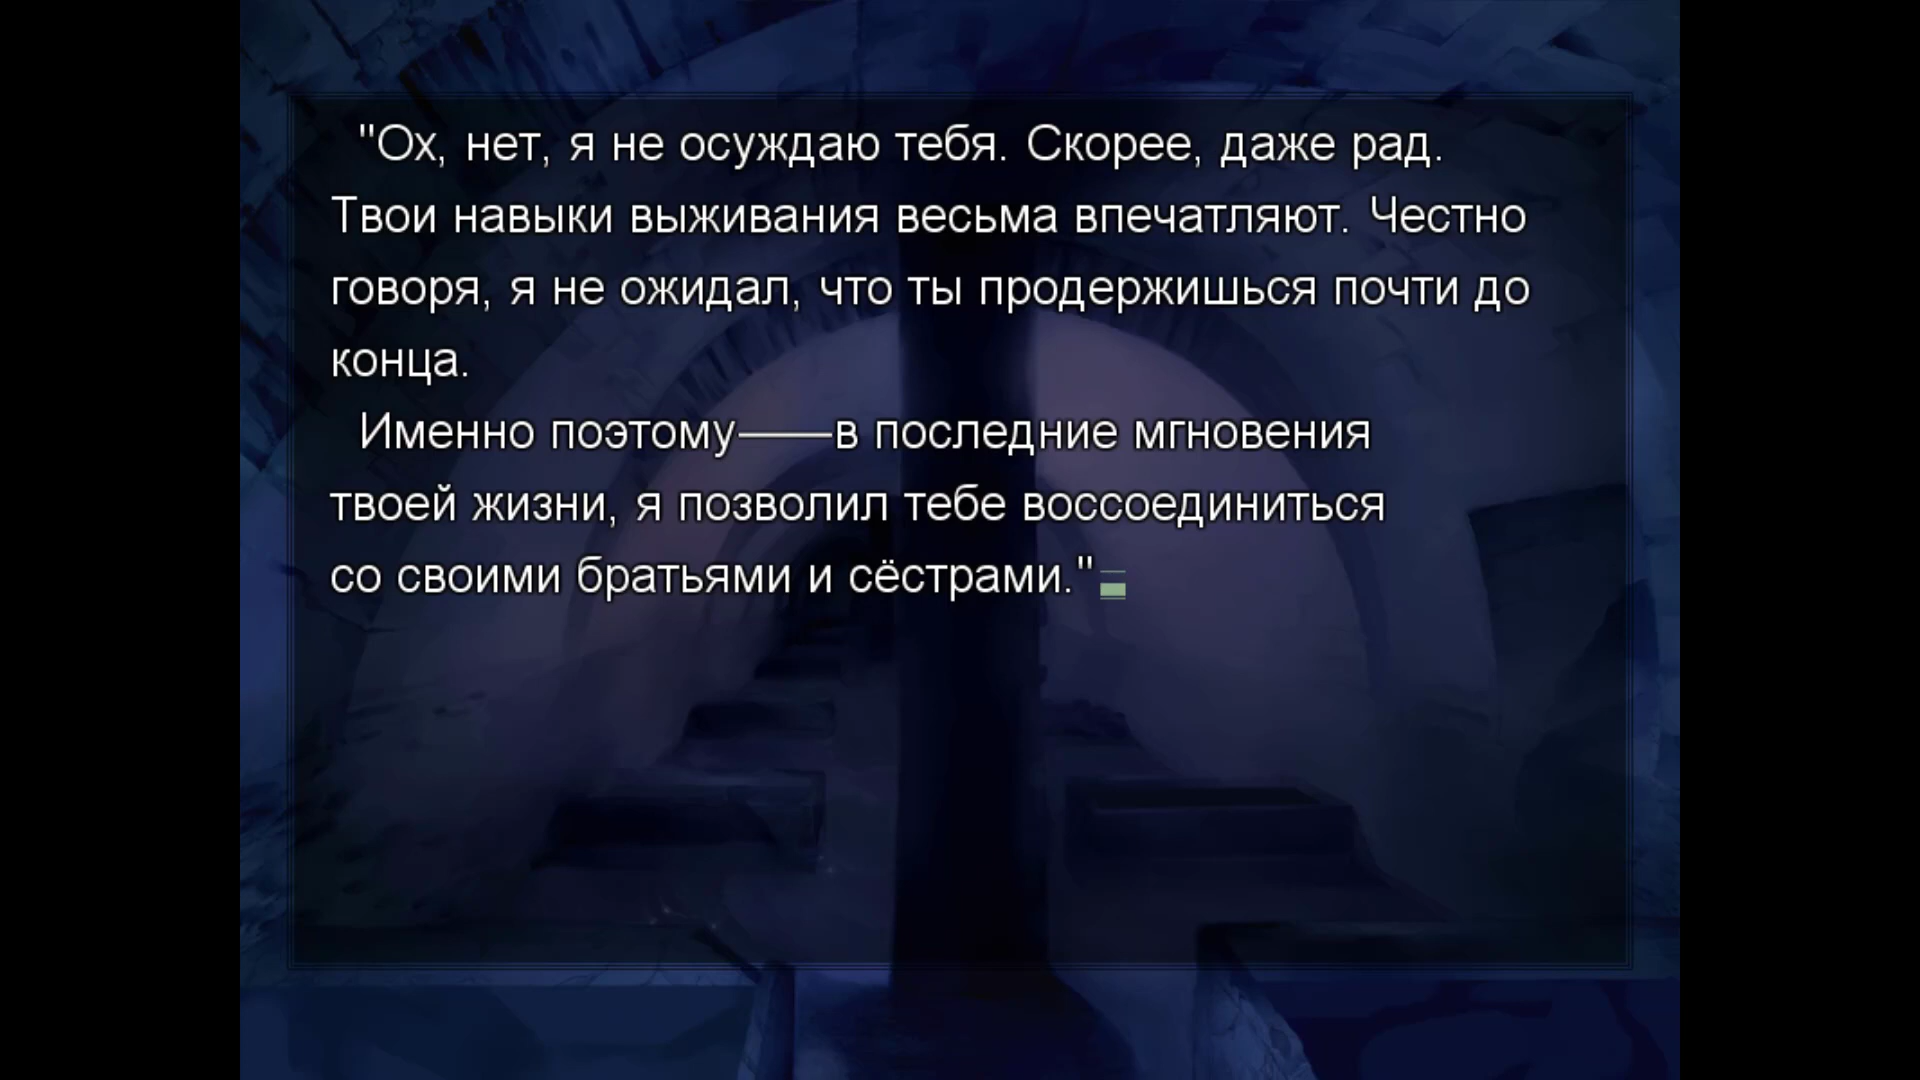 "Ох, нет, я не осуждаю тебя. Скорее, даже рад.
Твои навыки выживания весьма впечатляют. Честно
говоря, я не ожидал, что ты продержишься почти до
конца.
Именно поэтому——в последние мгновения
твоей жизни, я позволил тебе воссоединиться
со своими братьями и сёстрами."